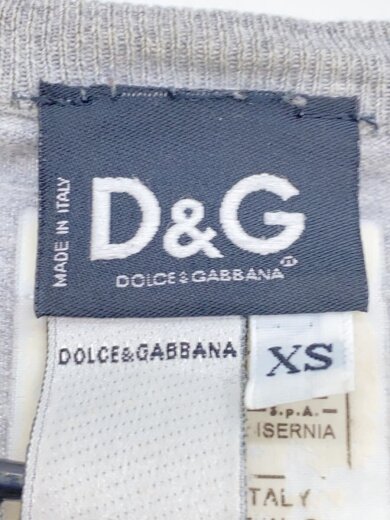 MADE IN ITALY
D&G
DOLCE&GABBANA
DOLCE&GABBANA
XS
S.p.A.
ISERNIA
ITALY